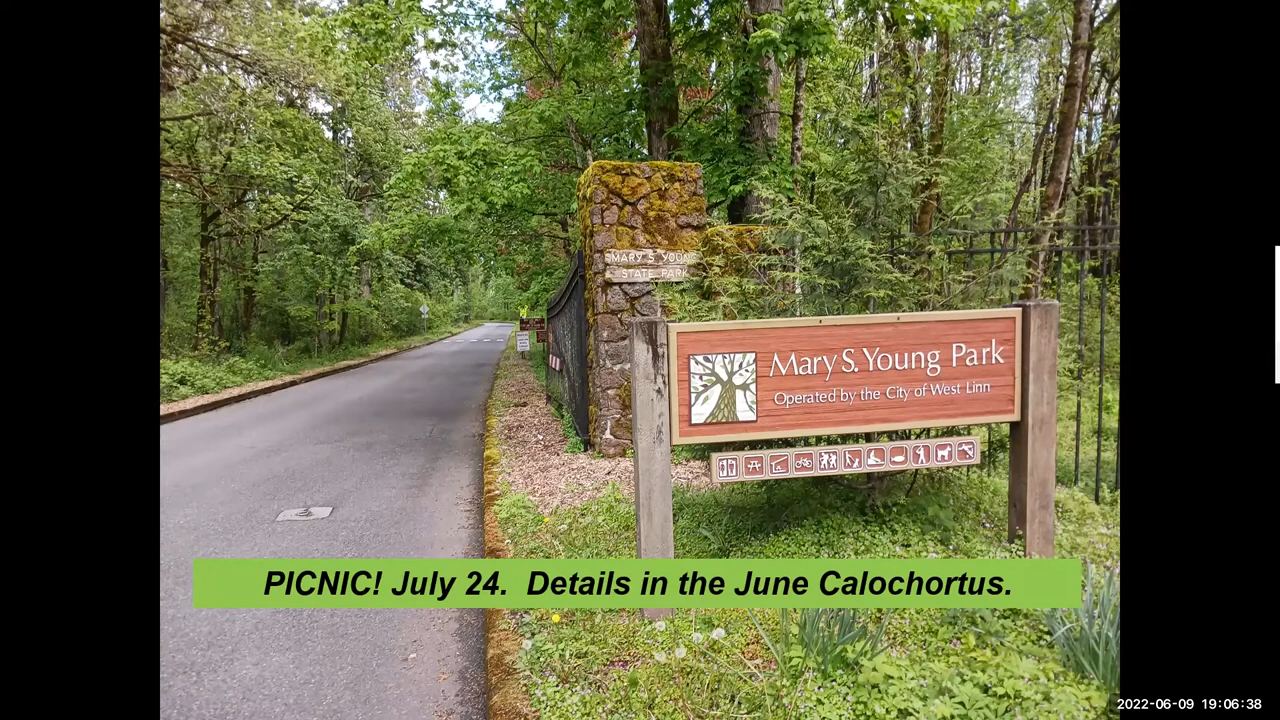 MARY S YOUNG
STATE PARK
Mary S. Young Park
Operated by the City of West Linn
PICNIC! July 24.  Details in the June Calochortus.
2022-06-09 19:06:38